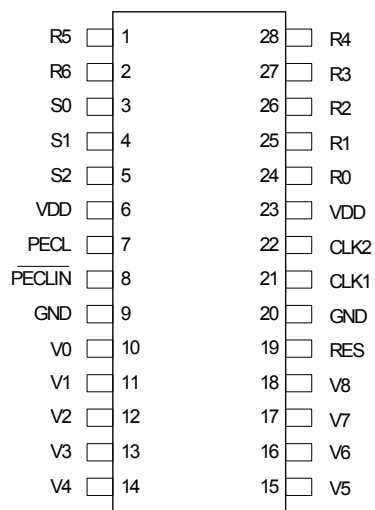 R5 1 28 R4
R6 2 27 R3
S0 3 26 R2
S1 4 25 R1
S2 5 24 R0
VDD 6 23 VDD
PECL 7 22 CLK2
PECLIN 8 21 CLK1
GND 9 20 GND
V0 10 19 RES
V1 11 18 V8
V2 12 17 V7
V3 13 16 V6
V4 14 15 V5